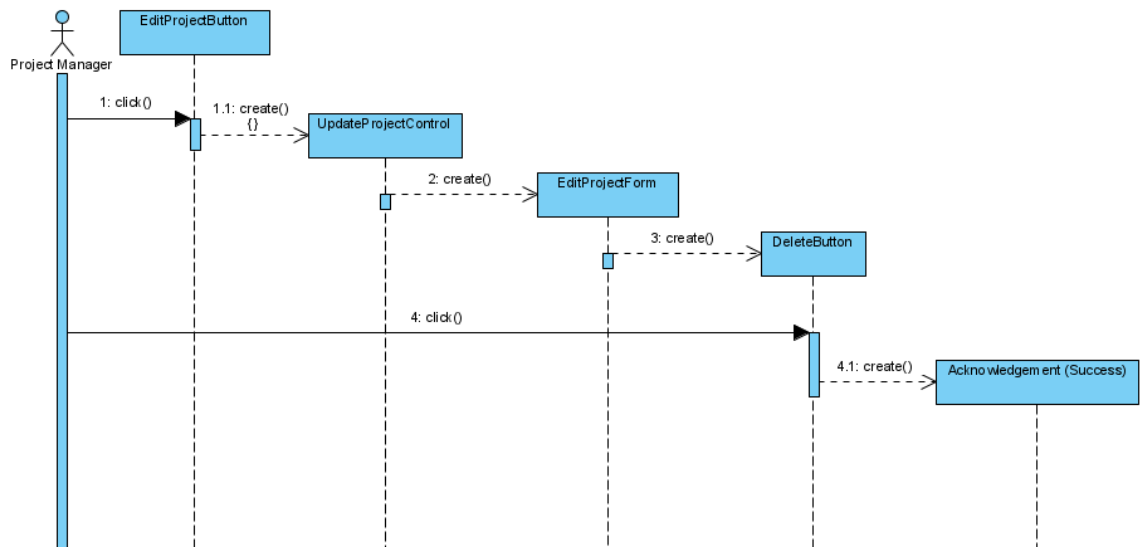 EditProjectButton
Project Manager
1: click()
1.1: create()
{}
UpdateProjectControl
2: create()
EditProjectForm
3: create()
DeleteButton
4: click()
4.1: create()
Acknowledgement (Success)